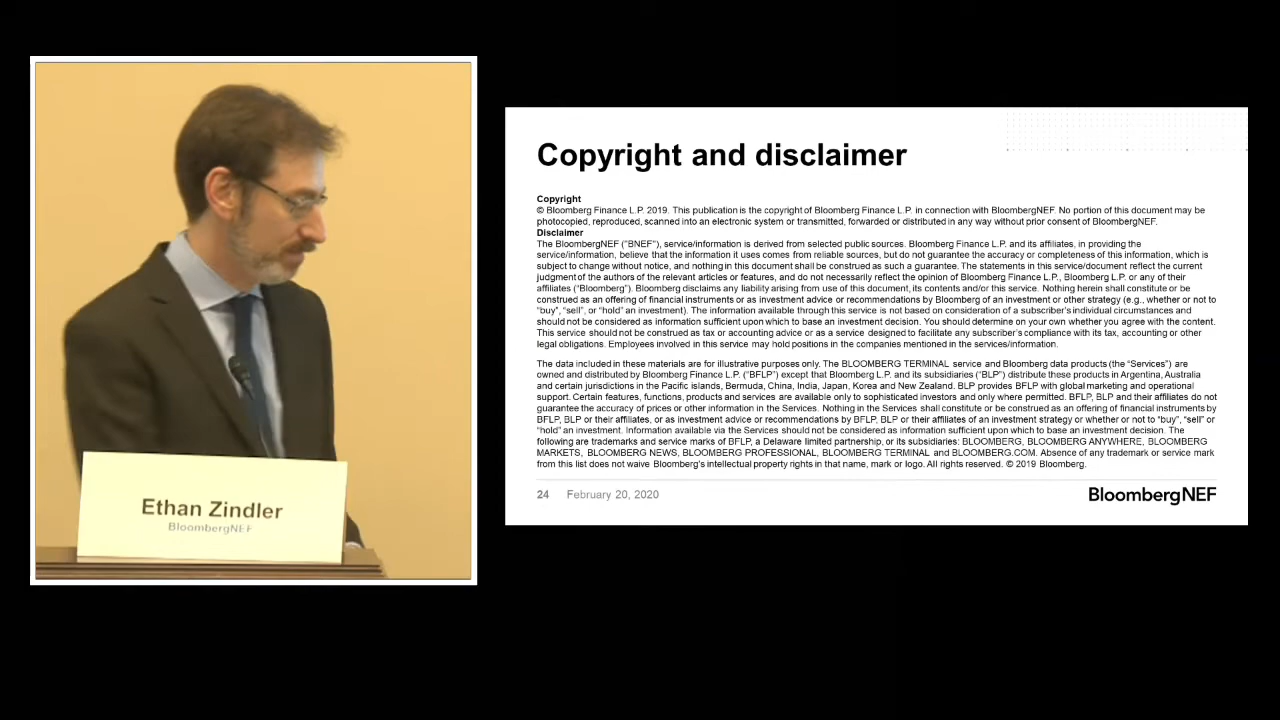 Ethan Zindler
BloombergNEF
Copyright and disclaimer
Copyright
© Bloomberg Finance L.P. 2019. This publication is the copyright of Bloomberg Finance L.P. in connection with BloombergNEF. No portion of this document may be
photocopied, reproduced, scanned into an electronic system or transmitted, forwarded or distributed in any way without prior consent of BloombergNEF.
Disclaimer
The BloombergNEF ("BNEF"), service/information is derived from selected public sources. Bloomberg Finance L.P. and its affiliates, in providing the
service/information, believe that the information it uses comes from reliable sources, but do not guarantee the accuracy or completeness of this information, which is
subject to change without notice, and nothing in this document shall be construed as such a guarantee. The statements in this service/document reflect the current
judgment of the authors of the relevant articles or features, and do not necessarily reflect the opinion of Bloomberg Finance L.P., Bloomberg L.P. or any of their
affiliates ("Bloomberg"). Bloomberg disclaims any liability arising from use of this document, its contents and/or this service. Nothing herein shall constitute or be
construed as an offering of financial instruments or as investment advice or recommendations by Bloomberg of an investment or other strategy (e.g., whether or not to
"buy", "sell", or "hold" an investment). The information available through this service is not based on consideration of a subscriber's individual circumstances and
should not be considered as information sufficient upon which to base an investment decision. You should determine on your own whether you agree with the content.
This service should not be construed as tax or accounting advice or as a service designed to facilitate any subscriber's compliance with its tax, accounting or other
legal obligations. Employees involved in this service may hold positions in the companies mentioned in the services/information.
The data included in these materials are for illustrative purposes only. The BLOOMBERG TERMINAL service and Bloomberg data products (the "Services") are
owned and distributed by Bloomberg Finance L.P. ("BFLP") except that Bloomberg L.P. and its subsidiaries ("BLP") distribute these products in Argentina, Australia
and certain jurisdictions in the Pacific islands, Bermuda, China, India, Japan, Korea and New Zealand. BLP provides BFLP with global marketing and operational
support. Certain features, functions, products and services are available only to sophisticated investors and only where permitted. BFLP, BLP and their affiliates do not
guarantee the accuracy of prices or other information in the Services. Nothing in the Services shall constitute or be construed as an offering of financial instruments by
BFLP, BLP or their affiliates, or as investment advice or recommendations by BFLP, BLP or their affiliates of an investment strategy or whether or not to "buy", "sell" or
"hold" an investment. Information available via the Services should not be considered as information sufficient upon which to base an investment decision. The
following are trademarks and service marks of BFLP, a Delaware limited partnership, or its subsidiaries: BLOOMBERG, BLOOMBERG ANYWHERE, BLOOMBERG
MARKETS, BLOOMBERG NEWS, BLOOMBERG PROFESSIONAL, BLOOMBERG TERMINAL and BLOOMBERG.COM. Absence of any trademark or service mark
from this list does not waive Bloomberg's intellectual property rights in that name, mark or logo. All rights reserved. © 2019 Bloomberg.
24 February 20, 2020
BloombergNEF